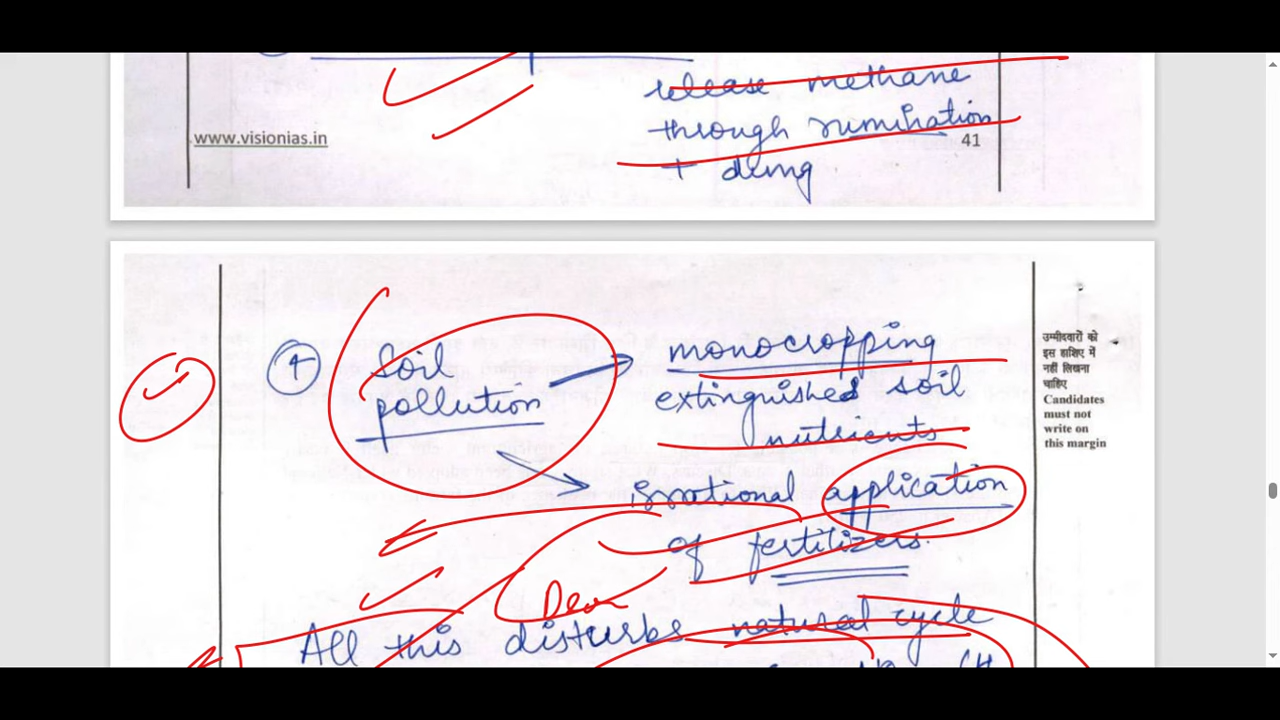 release methane
through rumination
www.visionias.in
41
+ dung
④ Soil
pollution
monocropping
extinguished soil
nutrients
irrational application
of fertilizers.
All this disturbs natural cycle
उम्मीदवारों को
इस हाशिए में
नहीं लिखना
चाहिए
Candidates
must not
write on
this margin